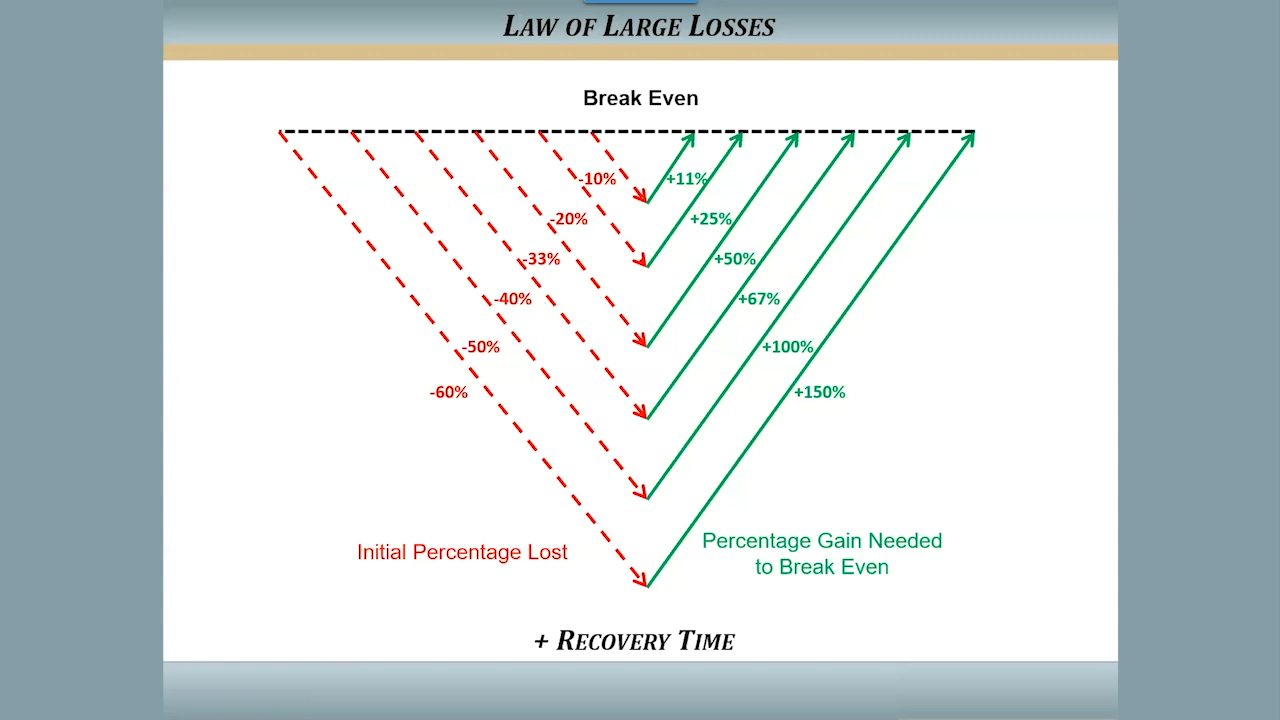 LAW OF LARGE LOSSES
Break Even
-10%
+11%
-20%
+25%
-33%
+50%
-40%
+67%
-50%
+100%
-60%
+150%
Initial Percentage Lost
Percentage Gain Needed
to Break Even
+ RECOVERY TIME